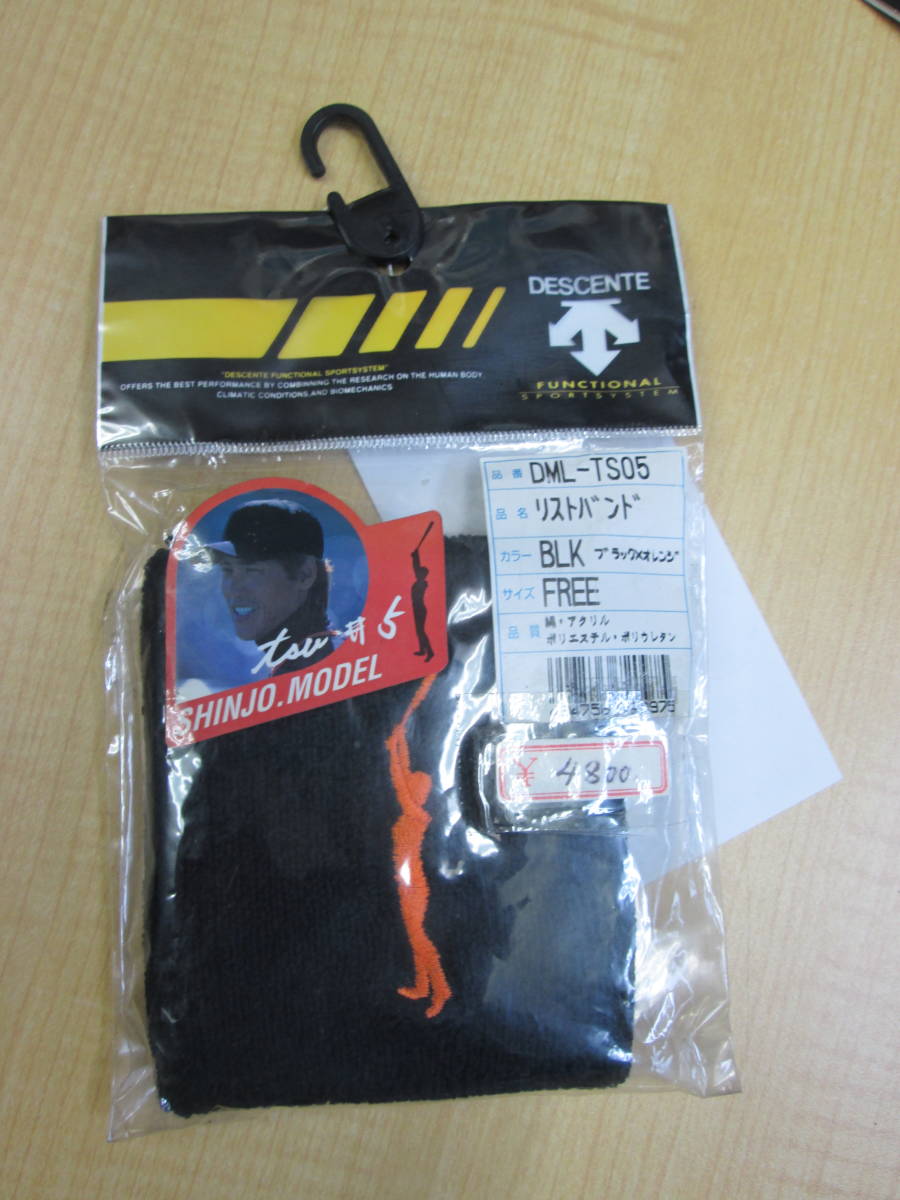 DESCENTE
FUNCTIONAL
SPORTSYSTEM
"DESCENTE FUNCTIONAL SPORTSYSTEM"
OFFERS THE BEST PERFORMANCE BY COMBINNING THE RESEARCH ON THE HUMAN BODY
CLIMATIC CONDITIONS,AND BIOMECHANICS
品番 DML-TS05
品名 リストバンド
カラー BLK ブラック×オレンジ
サイズ FREE
品質 綿・アクリル
ポリエステル・ポリウレタン
¥ 4800
tsu #5
SHINJO.MODEL